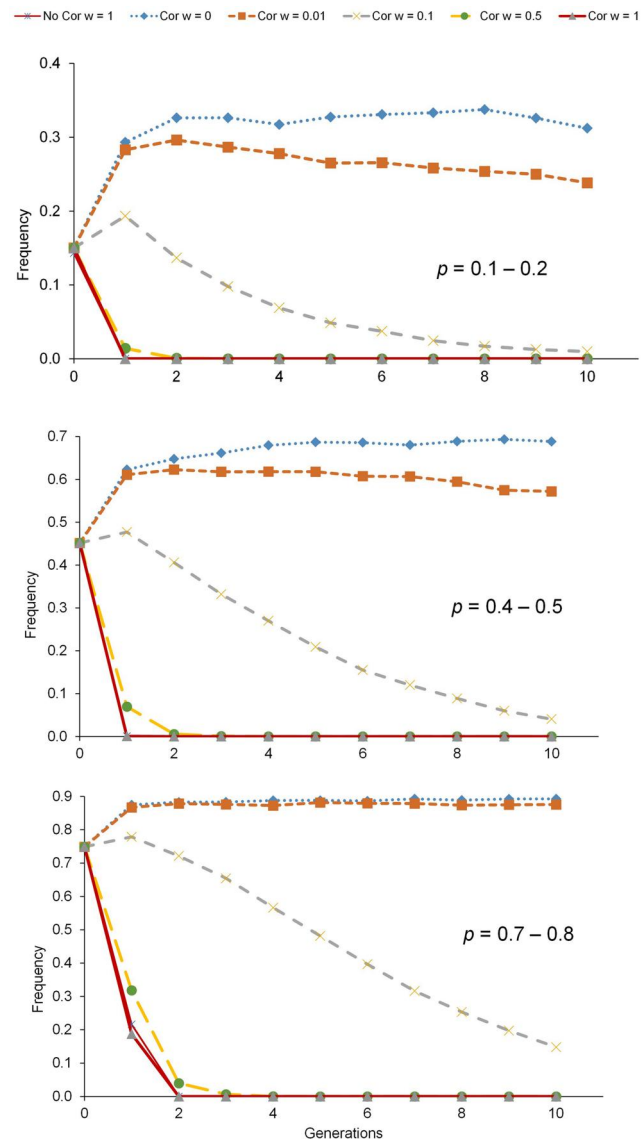 No Cor w = 1 Cor w = 0 Cor w = 0.01 Cor w = 0.1 Cor w = 0.5 Cor w = 1
0.4
0.3
0.2
0.1
0.0
Frequency
p = 0.1 – 0.2
0 2 4 6 8 10
0.7
0.6
0.5
0.4
0.3
0.2
0.1
0.0
Frequency
p = 0.4 – 0.5
0 2 4 6 8 10
0.9
0.8
0.7
0.6
0.5
0.4
0.3
0.2
0.1
0.0
Frequency
p = 0.7 – 0.8
0 2 4 6 8 10
Generations